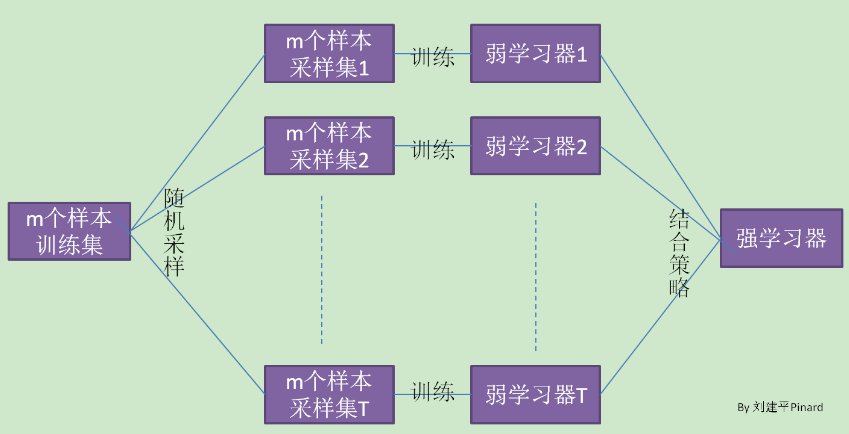 m个样本
训练集
随机采样
m个样本
采样集1
训练
弱学习器1
m个样本
采样集2
训练
弱学习器2
m个样本
采样集T
训练
弱学习器T
结合策略
强学习器
By 刘建平Pinard